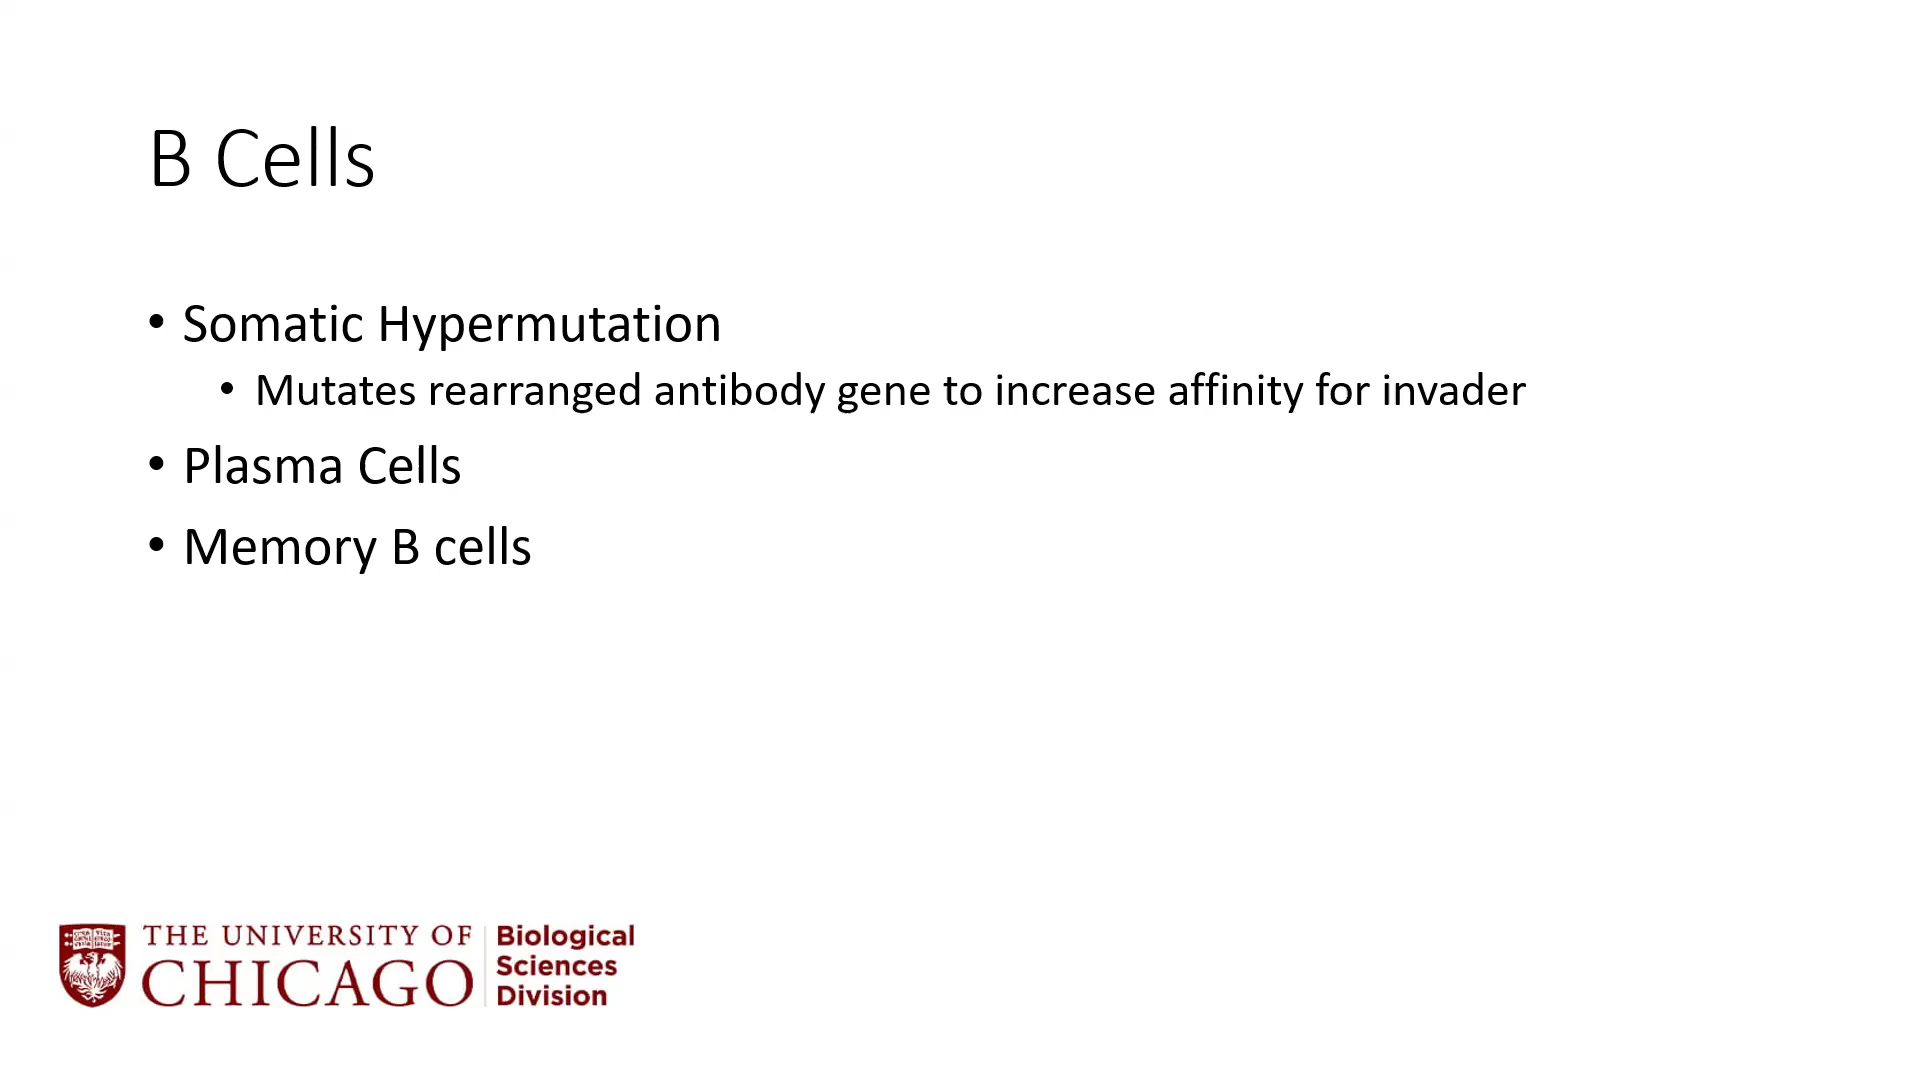 B Cells
• Somatic Hypermutation
• Mutates rearranged antibody gene to increase affinity for invader
• Plasma Cells
• Memory B cells
THE UNIVERSITY OF
CHICAGO
Biological
Sciences
Division